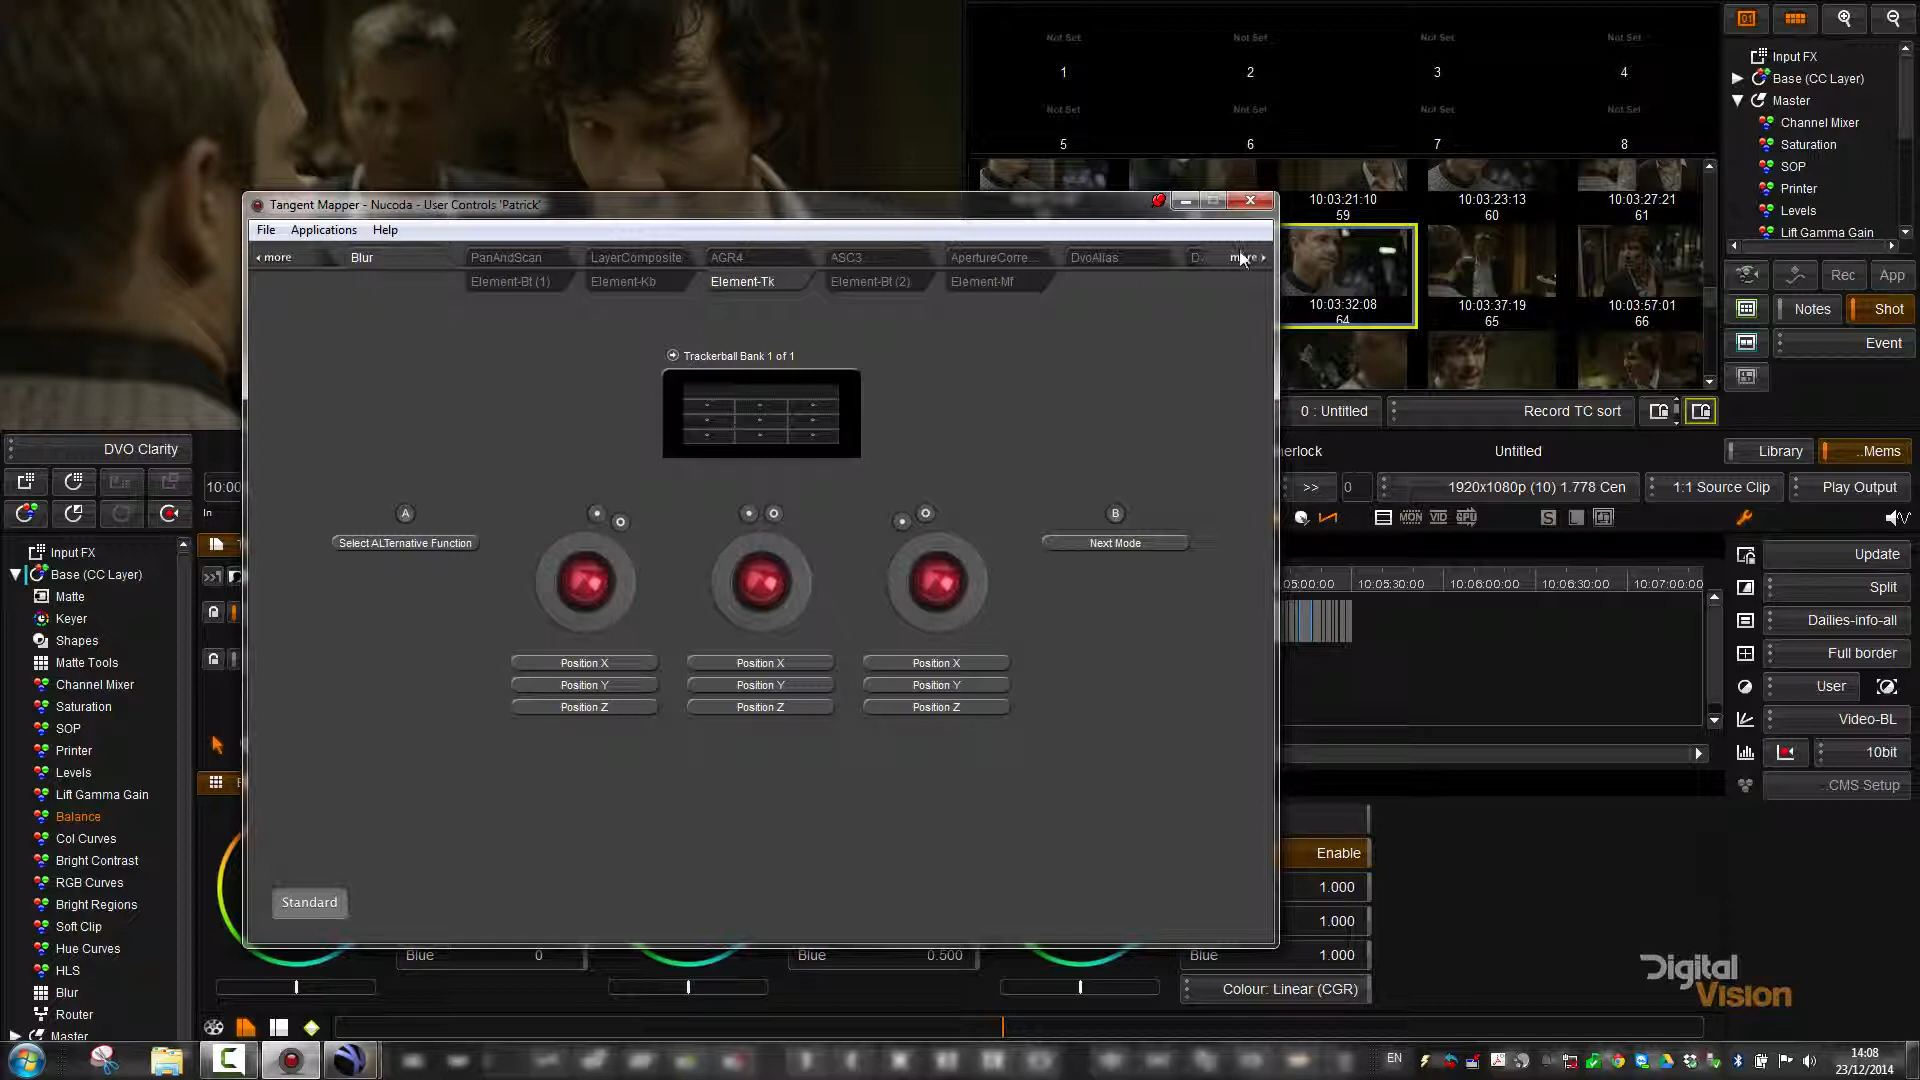 Not Set Not Set Not Set Not Set
1 2 3 4
Not Set Not Set Not Set Not Set
5 6 7 8
10:03:21:10 10:03:23:13 10:03:27:21
59 60 61
10:03:32:08 10:03:37:19 10:03:57:01
64 65 66
Input FX
Base (CC Layer)
Master
Channel Mixer
Saturation
SOP
Printer
Levels
Lift Gamma Gain
Rec App
Notes Shot
Event
Tangent Mapper - Nucoda - User Controls 'Patrick'
File Applications Help
more Blur PanAndScan LayerComposite AGR4 ASC3 ApertureCorre... DvoAlias more
Element-Bt (1) Element-Kb Element-Tk Element-Bt (2) Element-Mf
Trackerball Bank 1 of 1
A B
Select ALTernative Function Next Mode
Position X Position X Position X
Position Y Position Y Position Y
Position Z Position Z Position Z
Standard
0 : Untitled Record TC sort
erlock Untitled Library ..Mems
>> 0 1920x1080p (10) 1.778 Cen 1:1 Source Clip Play Output
MON VID S
05:00:00 10:05:30:00 10:06:00:00 10:06:30:00 10:07:00:00
Update
Split
Dailies-info-all
Full border
User
Video-BL
10bit
..CMS Setup
DVO Clarity
10:00
In
Input FX
Base (CC Layer)
Matte
Keyer
Shapes
Matte Tools
Channel Mixer
Saturation
SOP
Printer
Levels
Lift Gamma Gain
Balance
Col Curves
Bright Contrast
RGB Curves
Bright Regions
Soft Clip
Hue Curves
HLS
Blur
Router
Master
Enable
1.000
1.000
Blue 0 Blue 0.500 Blue 1.000
Colour: Linear (CGR)
Digital
Vision
EN
14:08
23/12/2014